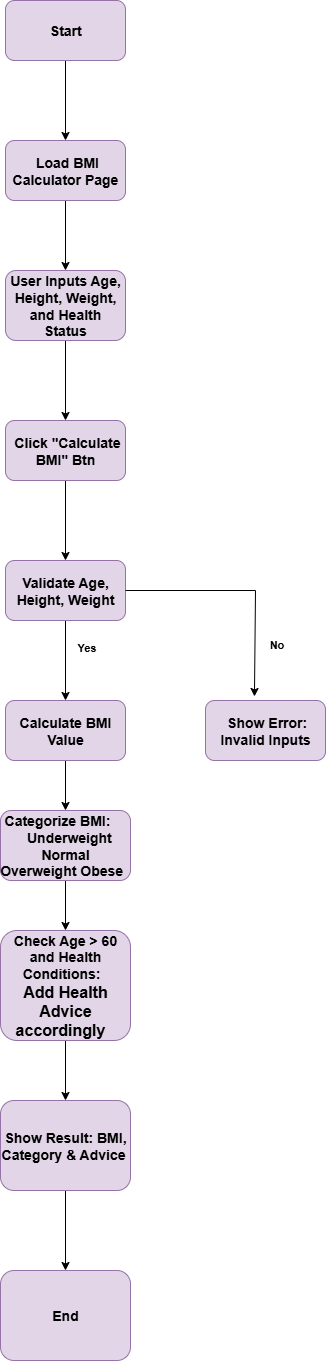 Start
Load BMI
Calculator Page
User Inputs Age,
Height, Weight,
and Health
Status
Click "Calculate
BMI" Btn
Validate Age,
Height, Weight
Yes
No
Calculate BMI
Value
Show Error:
Invalid Inputs
Categorize BMI:
Underweight
Normal
Overweight Obese
Check Age > 60
and Health
Conditions:
Add Health
Advice
accordingly
Show Result: BMI,
Category & Advice
End